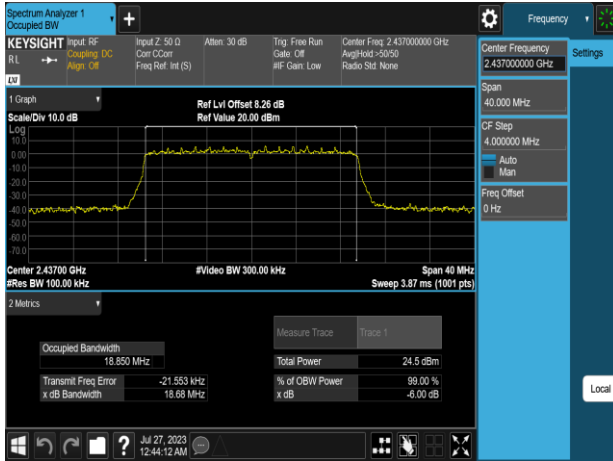 Spectrum Analyzer 1
Occupied BW
Frequency
KEYSIGHT
RL
LXI
Input: RF
Coupling: DC
Align: Off
Input Z: 50 Ω
Corr CCorr
Freq Ref: Int (S)
Atten: 30 dB
Trig: Free Run
Gate: Off
#IF Gain: Low
Center Freq: 2.437000000 GHz
Avg|Hold:>50/50
Radio Std: None
Center Frequency
2.437000000 GHz
Settings
Span
40.000 MHz
CF Step
4.000000 MHz
Auto
Man
Freq Offset
0 Hz
Local
1 Graph
Scale/Div 10.0 dB
Ref Lvl Offset 8.26 dB
Ref Value 20.00 dBm
Log
10.0
0.00
-10.0
-20.0
-30.0
-40.0
-50.0
-60.0
-70.0
Center 2.43700 GHz
#Res BW 100.00 kHz
#Video BW 300.00 kHz
Span 40 MHz
Sweep 3.87 ms (1001 pts)
2 Metrics
Measure Trace
Trace 1
Occupied Bandwidth
18.850 MHz
Total Power
24.5 dBm
Transmit Freq Error
-21.553 kHz
% of OBW Power
99.00 %
x dB Bandwidth
18.68 MHz
x dB
-6.00 dB
?
Jul 27, 2023
12:44:12 AM